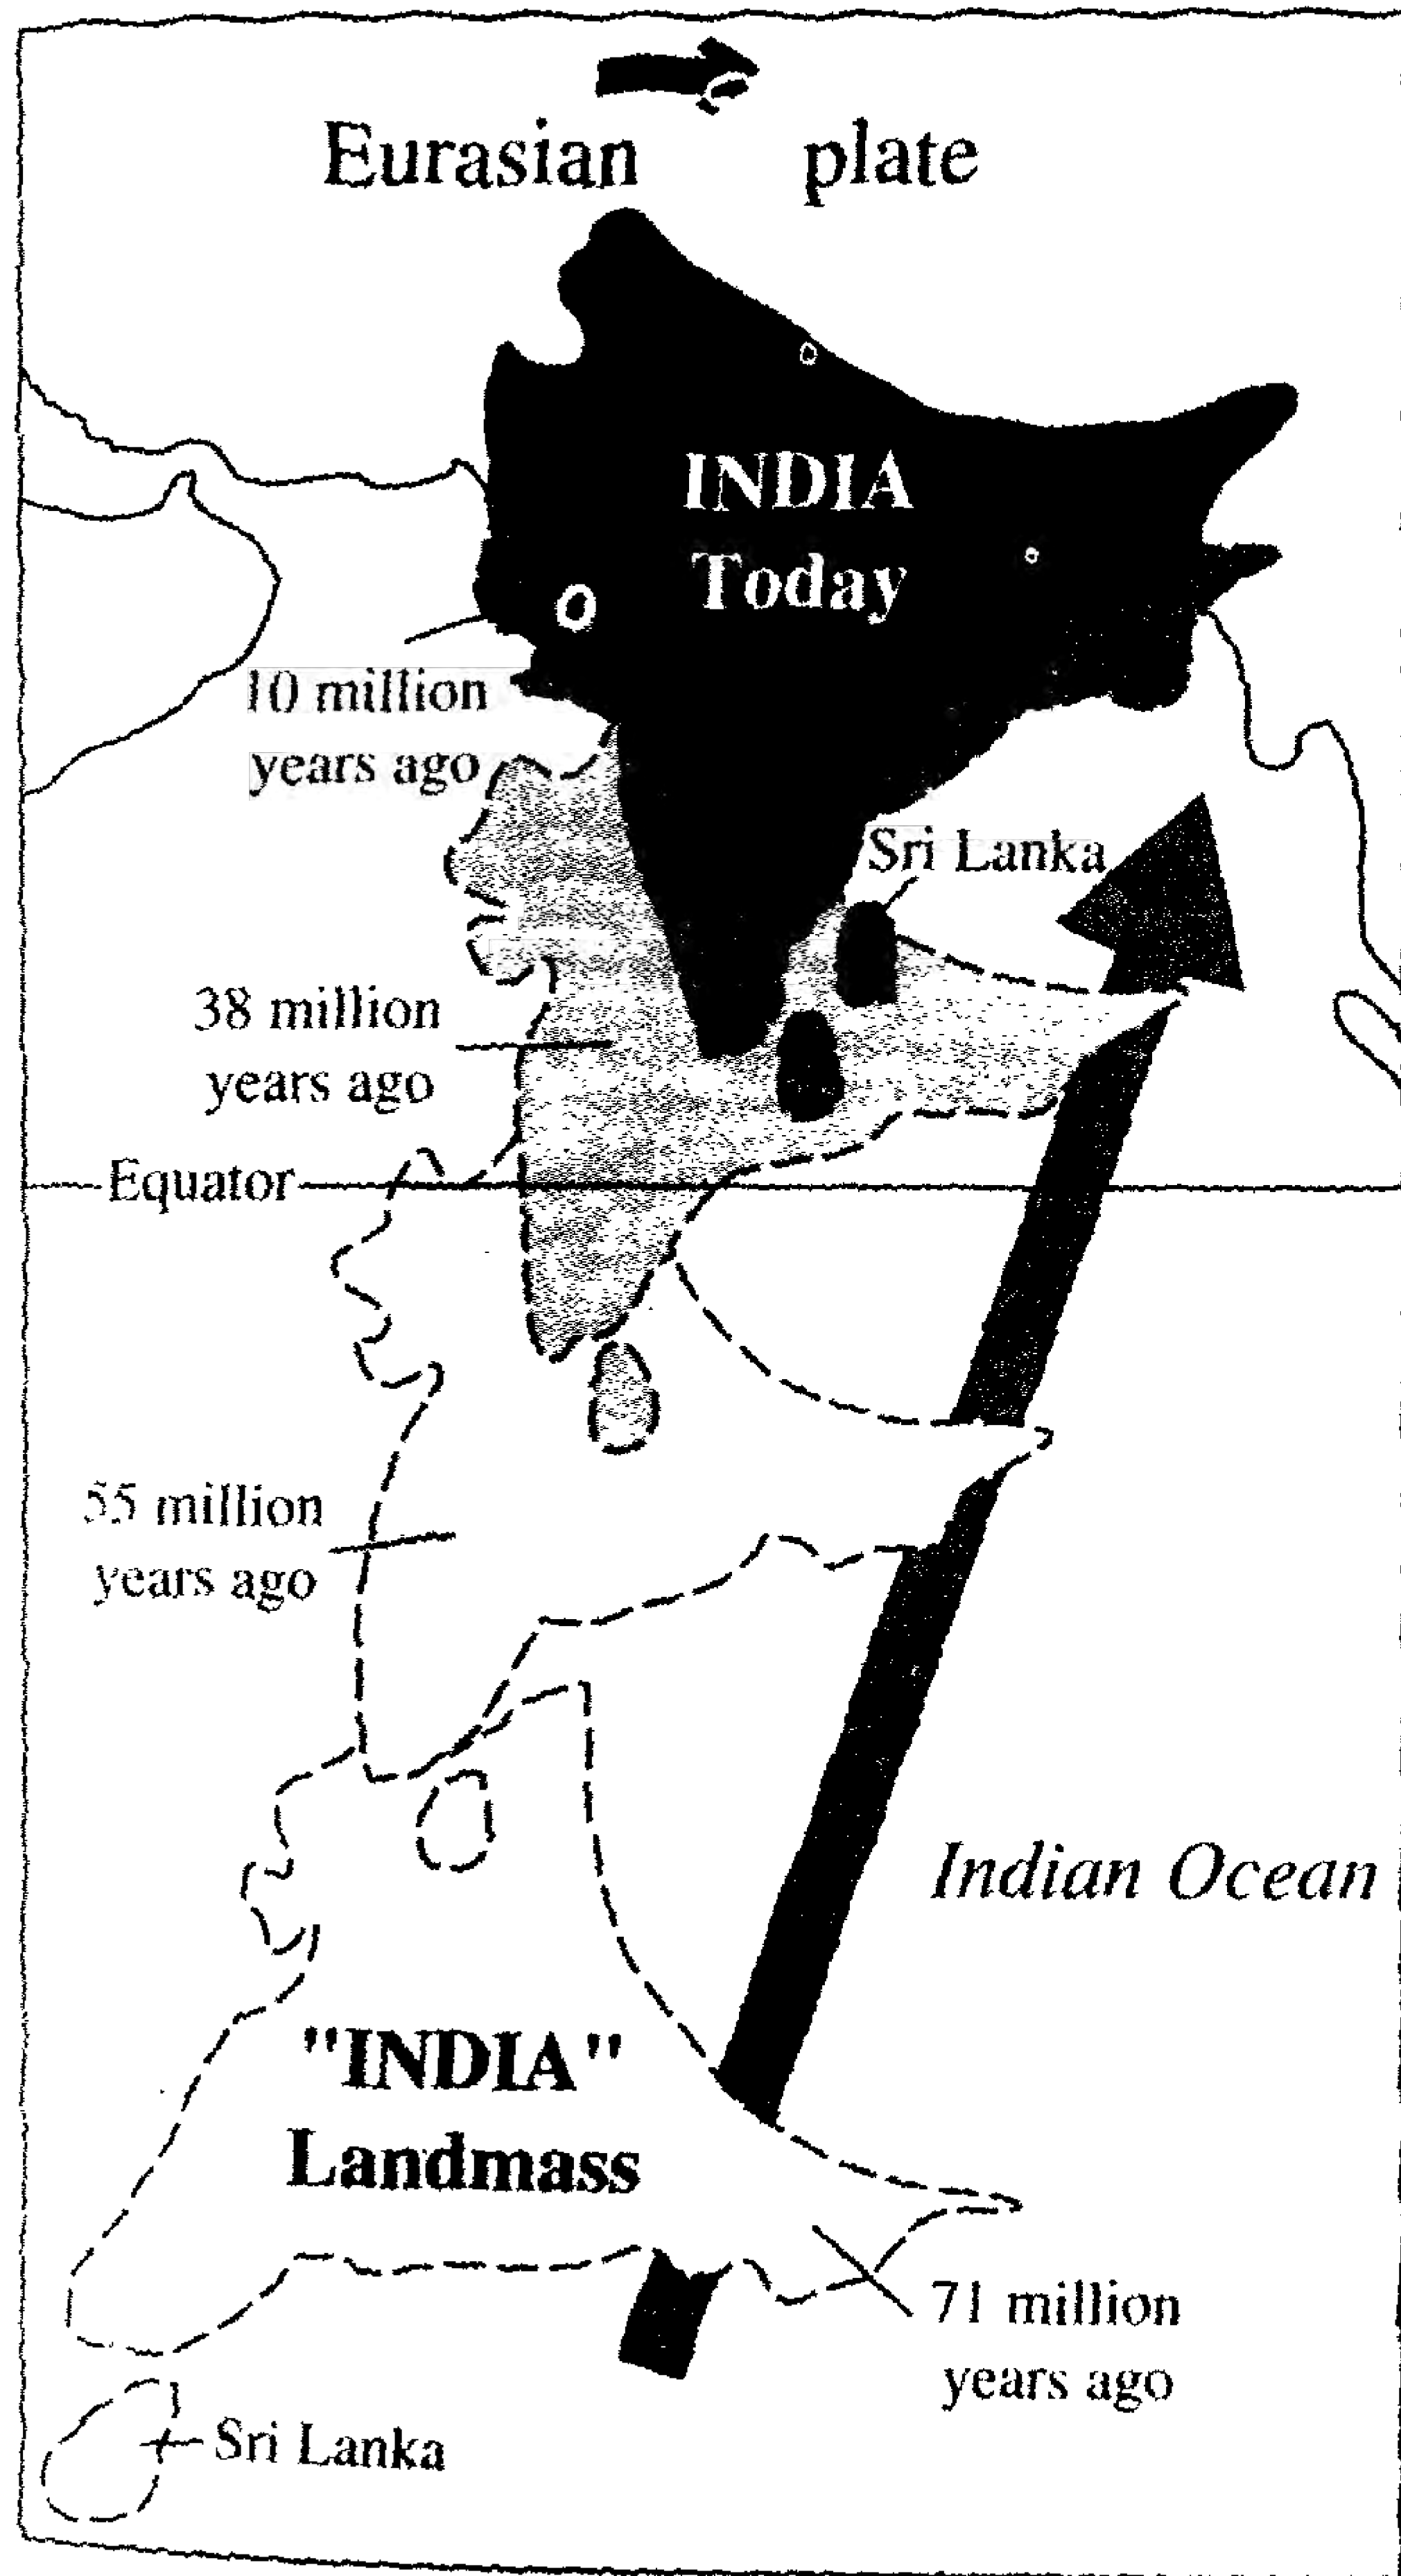 Eurasian plate
INDIA
Today
10 million
years ago
Sri Lanka
38 million
years ago
Equator
55 million
years ago
Indian Ocean
"INDIA"
Landmass
71 million
years ago
Sri Lanka